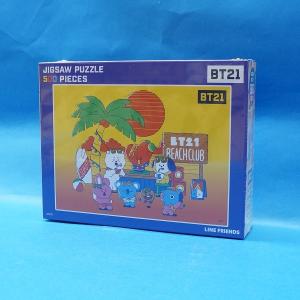 JIGSAW PUZZLE
500 PIECES
BT21
BT21
BT21
BEACHCLUB
LINE FRIENDS